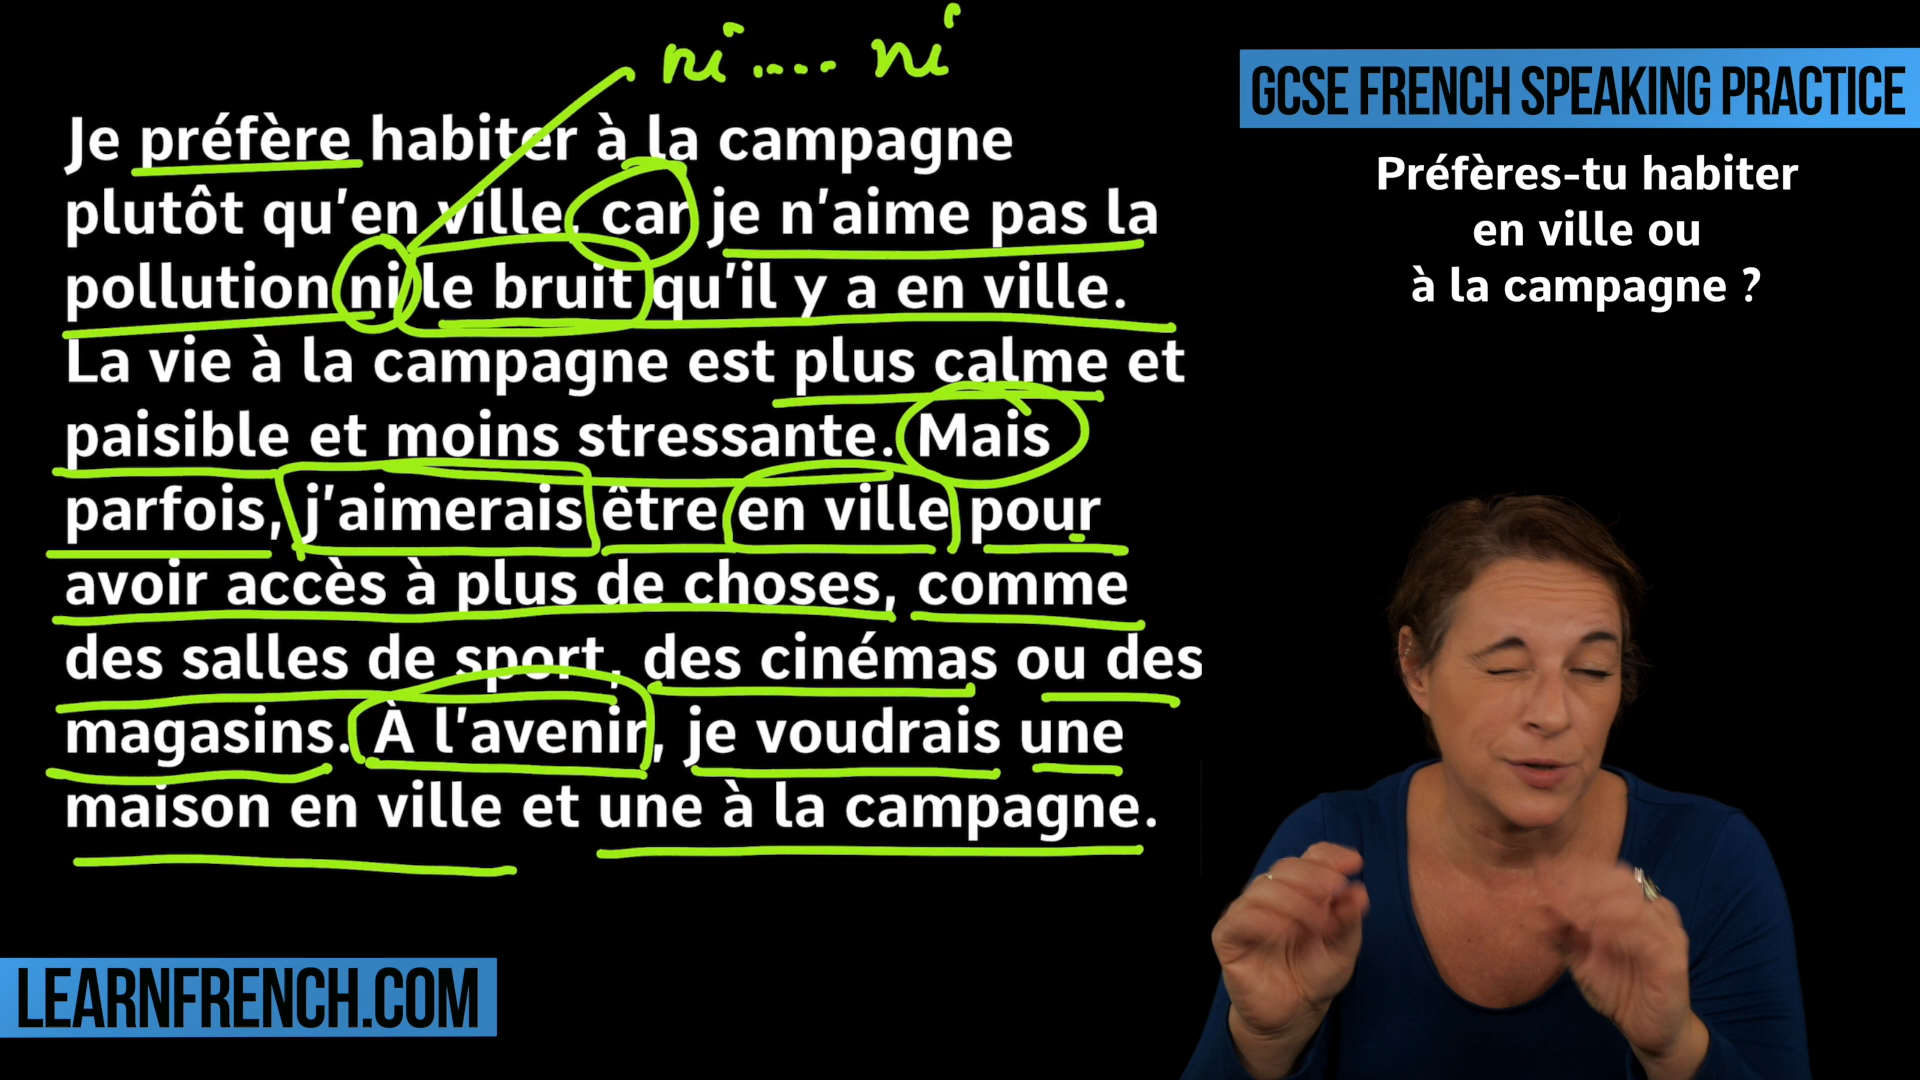 ni .... ni
Je préfère habiter à la campagne
plutôt qu'en ville, car je n'aime pas la
pollution ni le bruit qu'il y a en ville.
La vie à la campagne est plus calme et
paisible et moins stressante. Mais
parfois, j'aimerais être en ville pour
avoir accès à plus de choses, comme
des salles de sport, des cinémas ou des
magasins. À l'avenir, je voudrais une
maison en ville et une à la campagne.
GCSE FRENCH SPEAKING PRACTICE
Préfères-tu habiter
en ville ou
à la campagne ?
LEARNFRENCH.COM